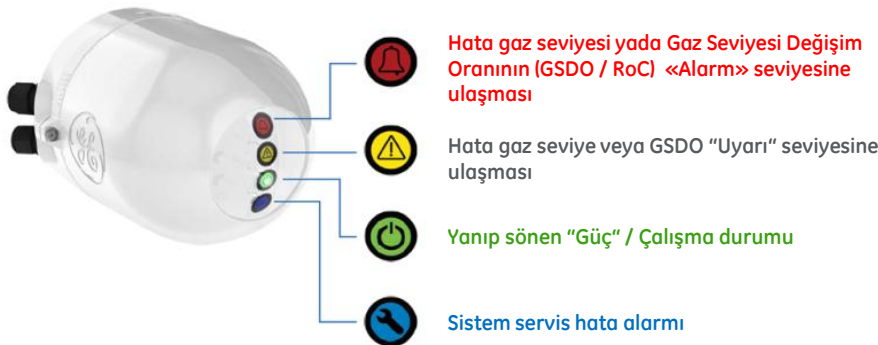 Hata gaz seviyesi yada Gaz Seviyesi Değişim
Oranının (GSDO / RoC) «Alarm» seviyesine
ulaşması
Hata gaz seviye veya GSDO "Uyarı" seviyesine
ulaşması
Yanıp sönen "Güç" / Çalışma durumu
Sistem servis hata alarmı